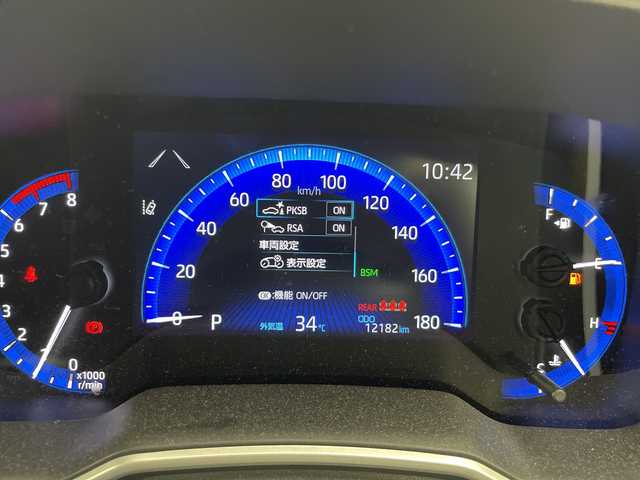 10:42
km/h
0 20 40 60 80 100 120 140 160 180
PKSB ON
RSA ON
車両設定
表示設定
BSM
OK :機能 ON/OFF
REAR
P
外気温 34 ℃
ODO
12182 km
0 1 2 3 4 5 6 7 8
x1000
r/min
F
E
H
C